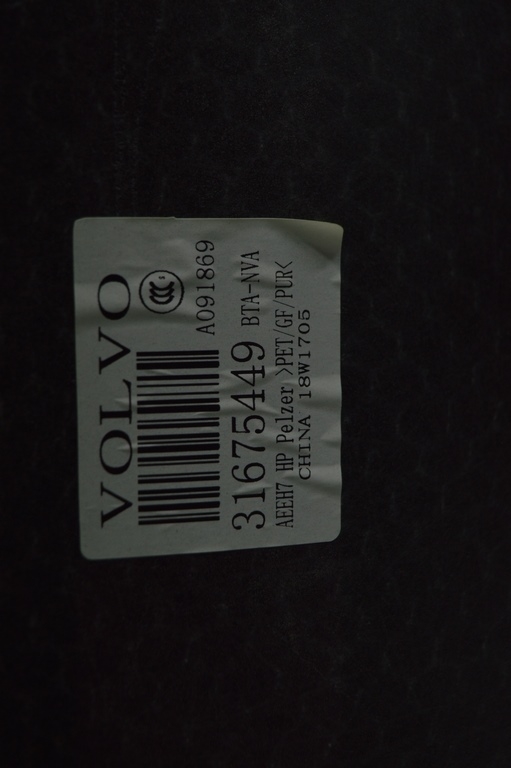 VOLVO
A091869
31675449 BTA-NVA
AEEH7 HP Pelzer >PET/GF/PUR<
CHINA 18W1705